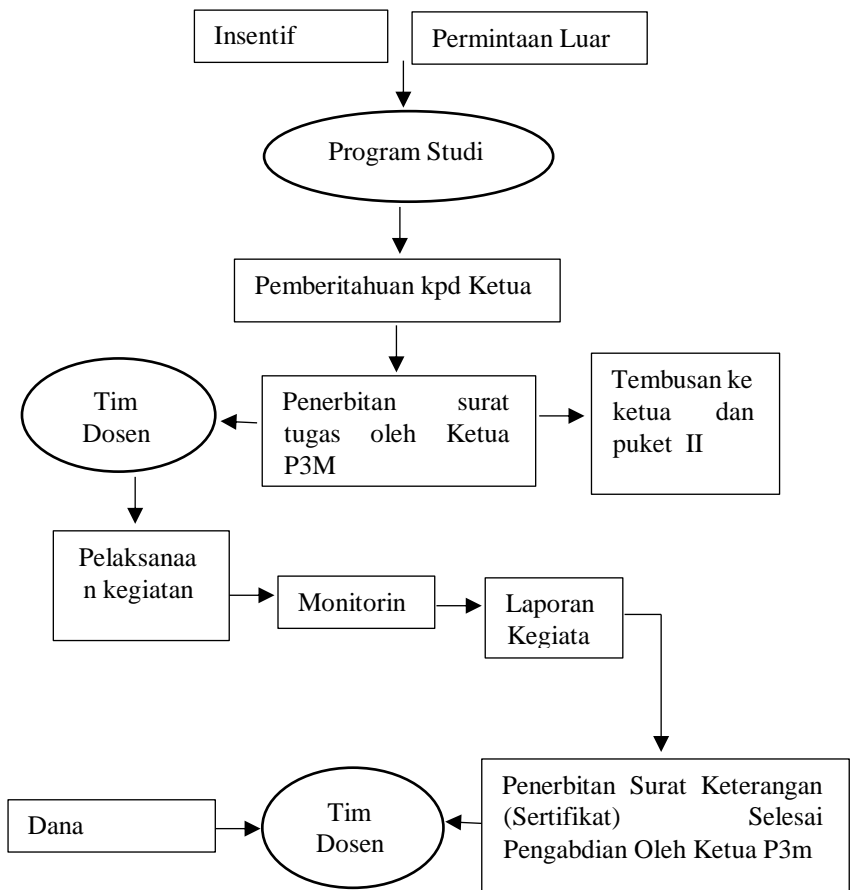 Insentif
Permintaan Luar
Program Studi
Pemberitahuan kpd Ketua
Tim
Dosen
Penerbitan surat
tugas oleh Ketua
P3M
Tembusan ke
ketua dan
puket II
Pelaksanaa
n kegiatan
Monitorin
Laporan
Kegiata
Penerbitan Surat Keterangan
(Sertifikat) Selesai
Pengabdian Oleh Ketua P3m
Tim
Dosen
Dana